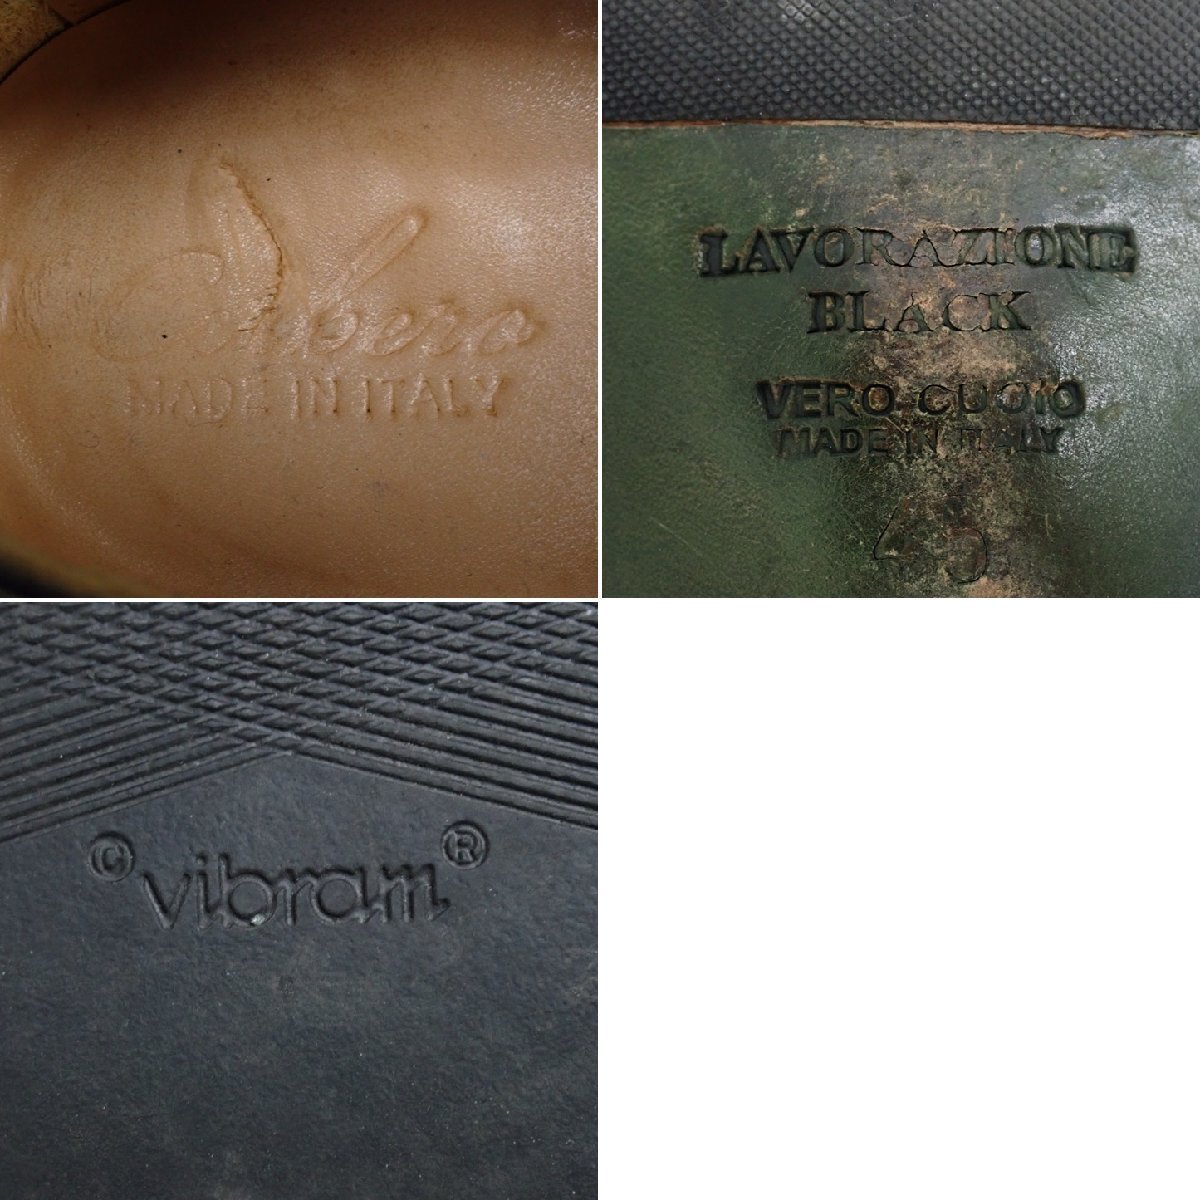 MADE IN ITALY
LAVORAZIONE
BLACK
VERO CUOIO
MADE IN ITALY
© vibram ®